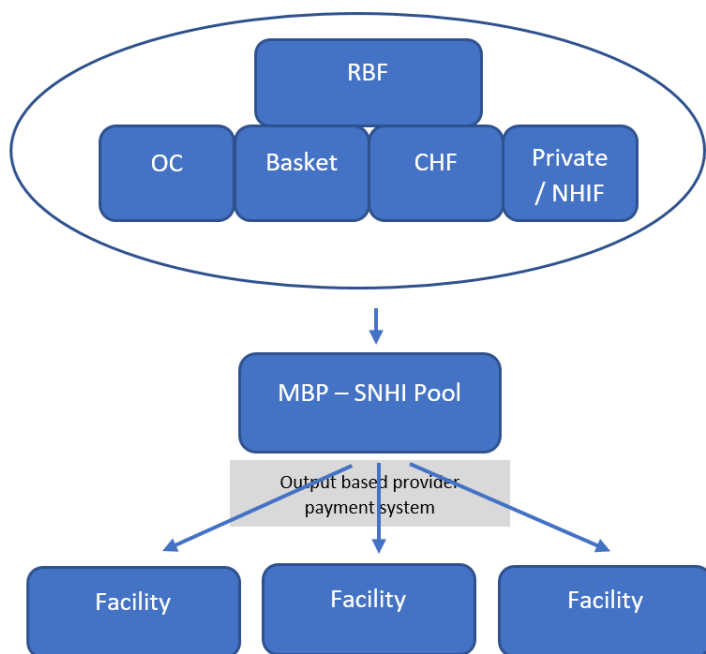 RBF
OC
Basket
CHF
Private
/ NHIF
MBP – SNHI Pool
Output based provider
payment system
Facility
Facility
Facility